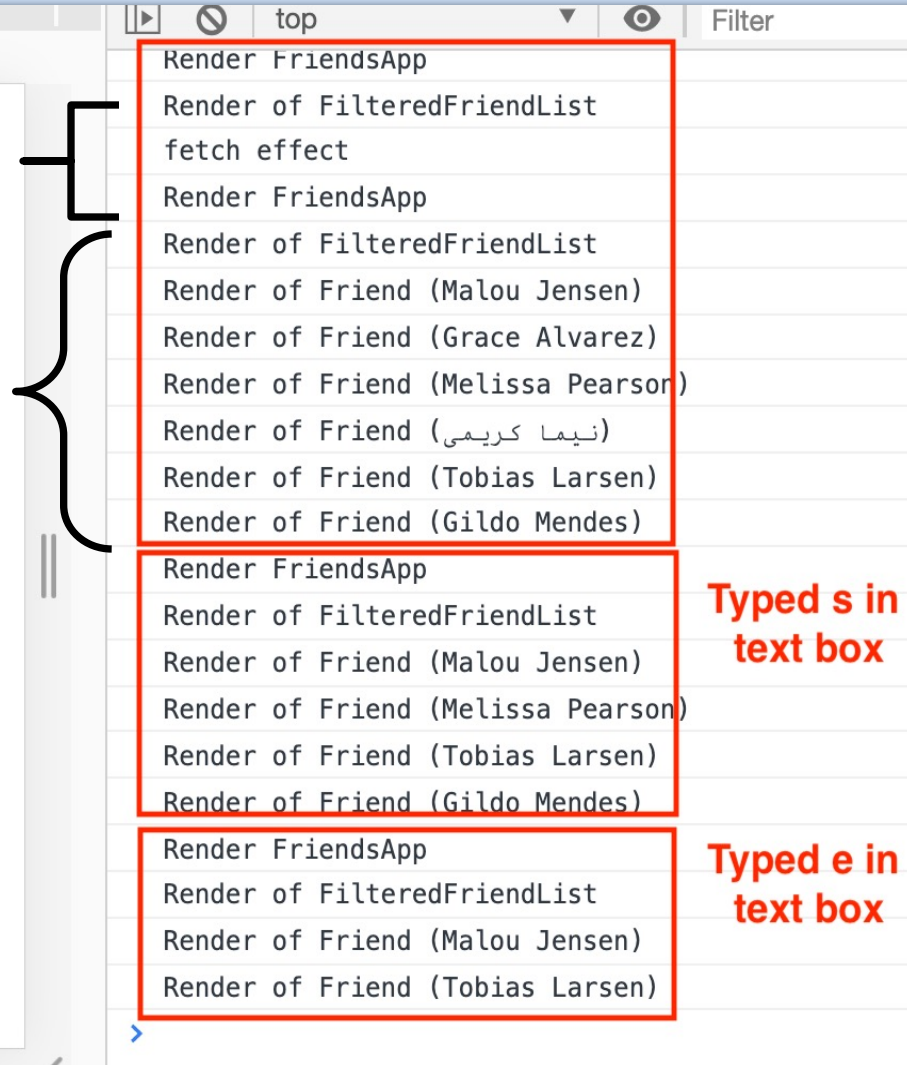 top
Filter
Render FriendsApp
Render of FilteredFriendList
fetch effect
Render FriendsApp
Render of FilteredFriendList
Render of Friend (Malou Jensen)
Render of Friend (Grace Alvarez)
Render of Friend (Melissa Pearson)
Render of Friend (نیما کریمی)
Render of Friend (Tobias Larsen)
Render of Friend (Gildo Mendes)
Render FriendsApp
Render of FilteredFriendList
Render of Friend (Malou Jensen)
Render of Friend (Melissa Pearson)
Render of Friend (Tobias Larsen)
Render of Friend (Gildo Mendes)
Typed s in
text box
Render FriendsApp
Render of FilteredFriendList
Render of Friend (Malou Jensen)
Render of Friend (Tobias Larsen)
Typed e in
text box